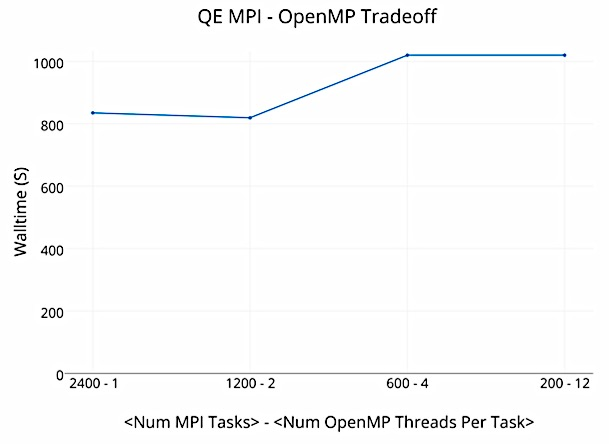 QE MPI - OpenMP Tradeoff
1000
800
600
400
200
0
Walltime (S)
2400 - 1 1200 - 2 600 - 4 200 - 12
<Num MPI Tasks> - <Num OpenMP Threads Per Task>